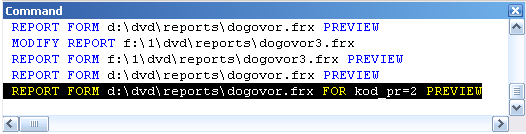 Command
REPORT FORM d:\dvd\reports\dogovor.frx PREVIEW
MODIFY REPORT f:\1\dvd\reports\dogovor3.frx
REPORT FORM f:\1\dvd\reports\dogovor3.frx PREVIEW
REPORT FORM d:\dvd\reports\dogovor.frx PREVIEW
REPORT FORM d:\dvd\reports\dogovor.frx FOR kod_pr=2 PREVIEW